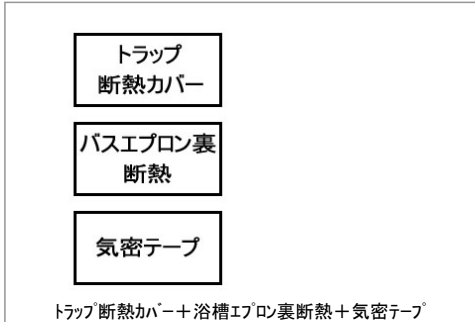 トラップ
断熱カバー
バスエプロン裏
断熱
気密テープ
ﾄﾗｯﾌﾟ断熱ｶﾊﾞｰ＋浴槽ｴﾌﾟﾛﾝ裏断熱＋気密ﾃｰﾌﾟ